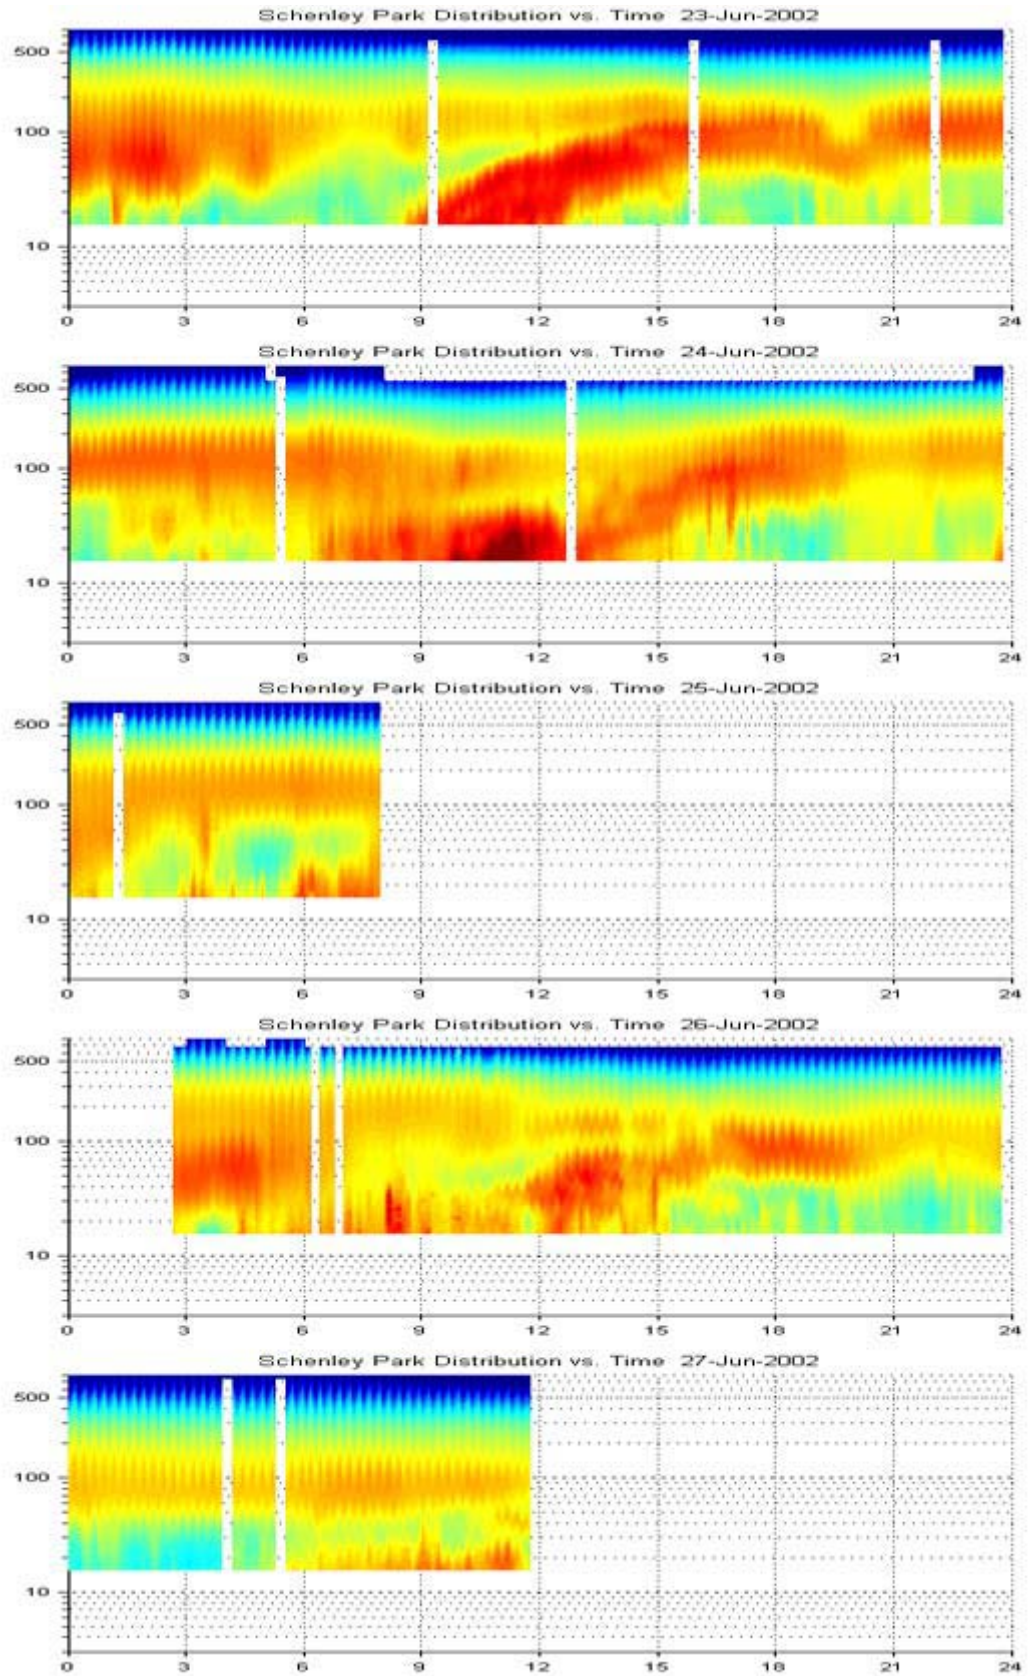 Schenley Park Distribution vs. Time 23-Jun-2002
500
100
10
0 3 6 9 12 15 18 21 24
Schenley Park Distribution vs. Time 24-Jun-2002
500
100
10
0 3 6 9 12 15 18 21 24
Schenley Park Distribution vs. Time 25-Jun-2002
500
100
10
0 3 6 9 12 15 18 21 24
Schenley Park Distribution vs. Time 26-Jun-2002
500
100
10
0 3 6 9 12 15 18 21 24
Schenley Park Distribution vs. Time 27-Jun-2002
500
100
10
0 3 6 9 12 15 18 21 24